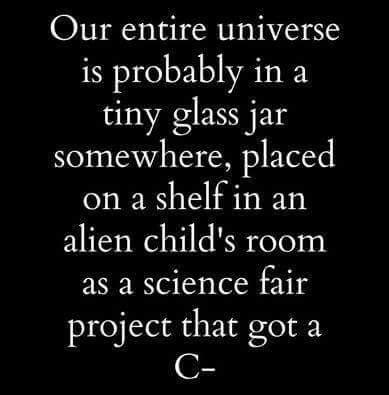 Our entire universe
is probably in a
tiny glass jar
somewhere, placed
on a shelf in an
alien child's room
as a science fair
project that got a
C-